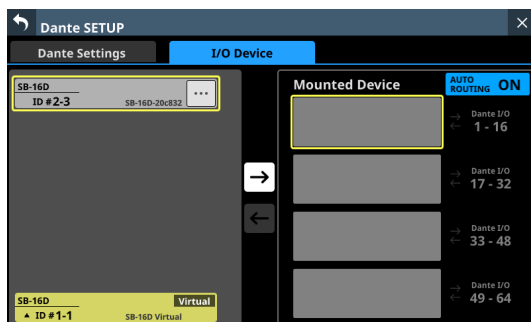 Dante SETUP
Dante Settings
I/O Device
SB-16D
ID #2-3
SB-16D-20c832
...
SB-16D
Virtual
▲ ID #1-1
SB-16D Virtual
→
←
Mounted Device
AUTO ROUTING ON
Dante I/O
1 - 16
Dante I/O
17 - 32
Dante I/O
33 - 48
Dante I/O
49 - 64